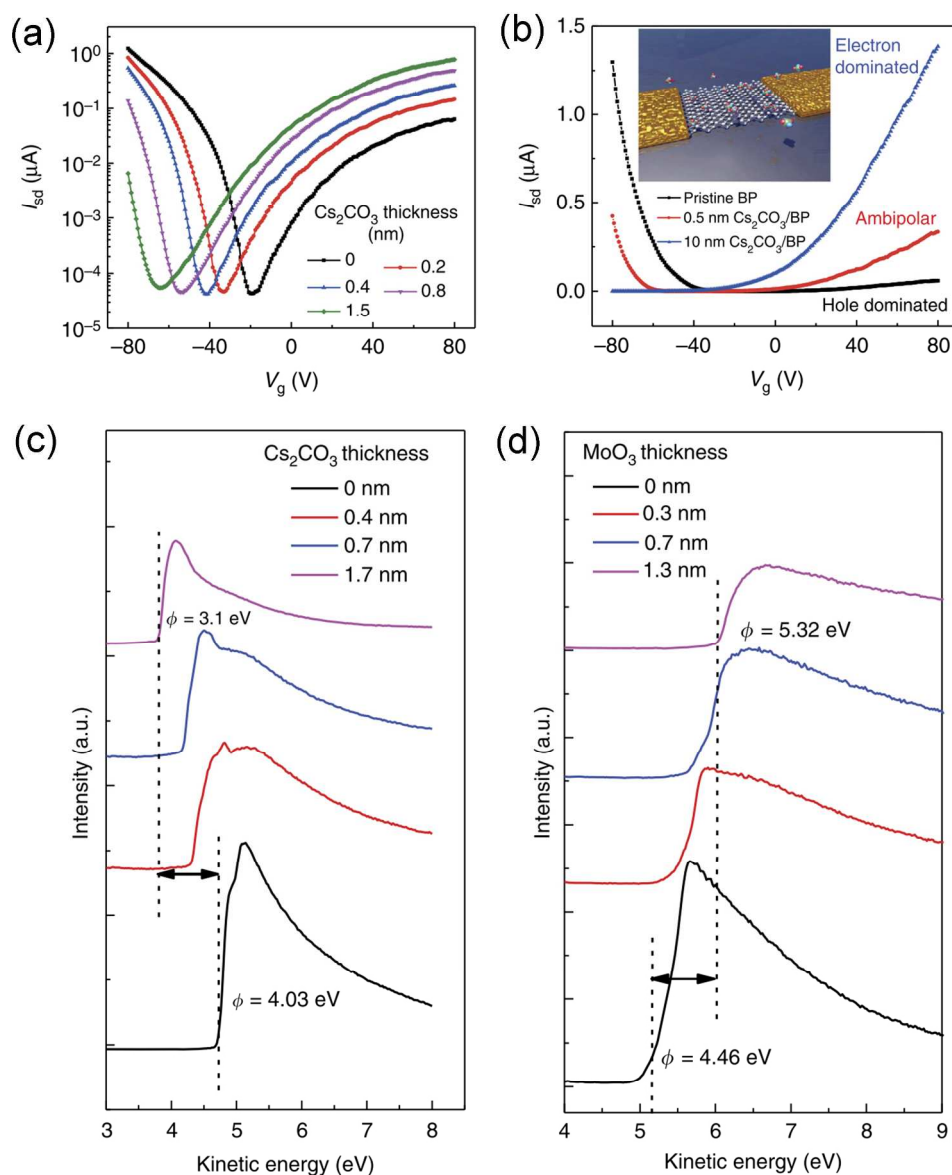 (a)
10⁰
10⁻¹
10⁻²
10⁻³
10⁻⁴
10⁻⁵
I_sd (μA)
Cs₂CO₃ thickness
(nm)
0
0.2
0.4
0.8
1.5
−80
−40
0
40
80
V_g (V)
(b)
1.5
1.0
0.5
0.0
I_sd (μA)
Electron
dominated
Pristine BP
0.5 nm Cs₂CO₃/BP
10 nm Cs₂CO₃/BP
Ambipolar
Hole dominated
−80
−40
0
40
80
V_g (V)
(c)
Cs₂CO₃ thickness
0 nm
0.4 nm
0.7 nm
1.7 nm
ϕ = 3.1 eV
ϕ = 4.03 eV
Intensity (a.u.)
3
4
5
6
7
8
Kinetic energy (eV)
(d)
MoO₃ thickness
0 nm
0.3 nm
0.7 nm
1.3 nm
ϕ = 5.32 eV
ϕ = 4.46 eV
Intensity (a.u.)
4
5
6
7
8
9
Kinetic energy (eV)